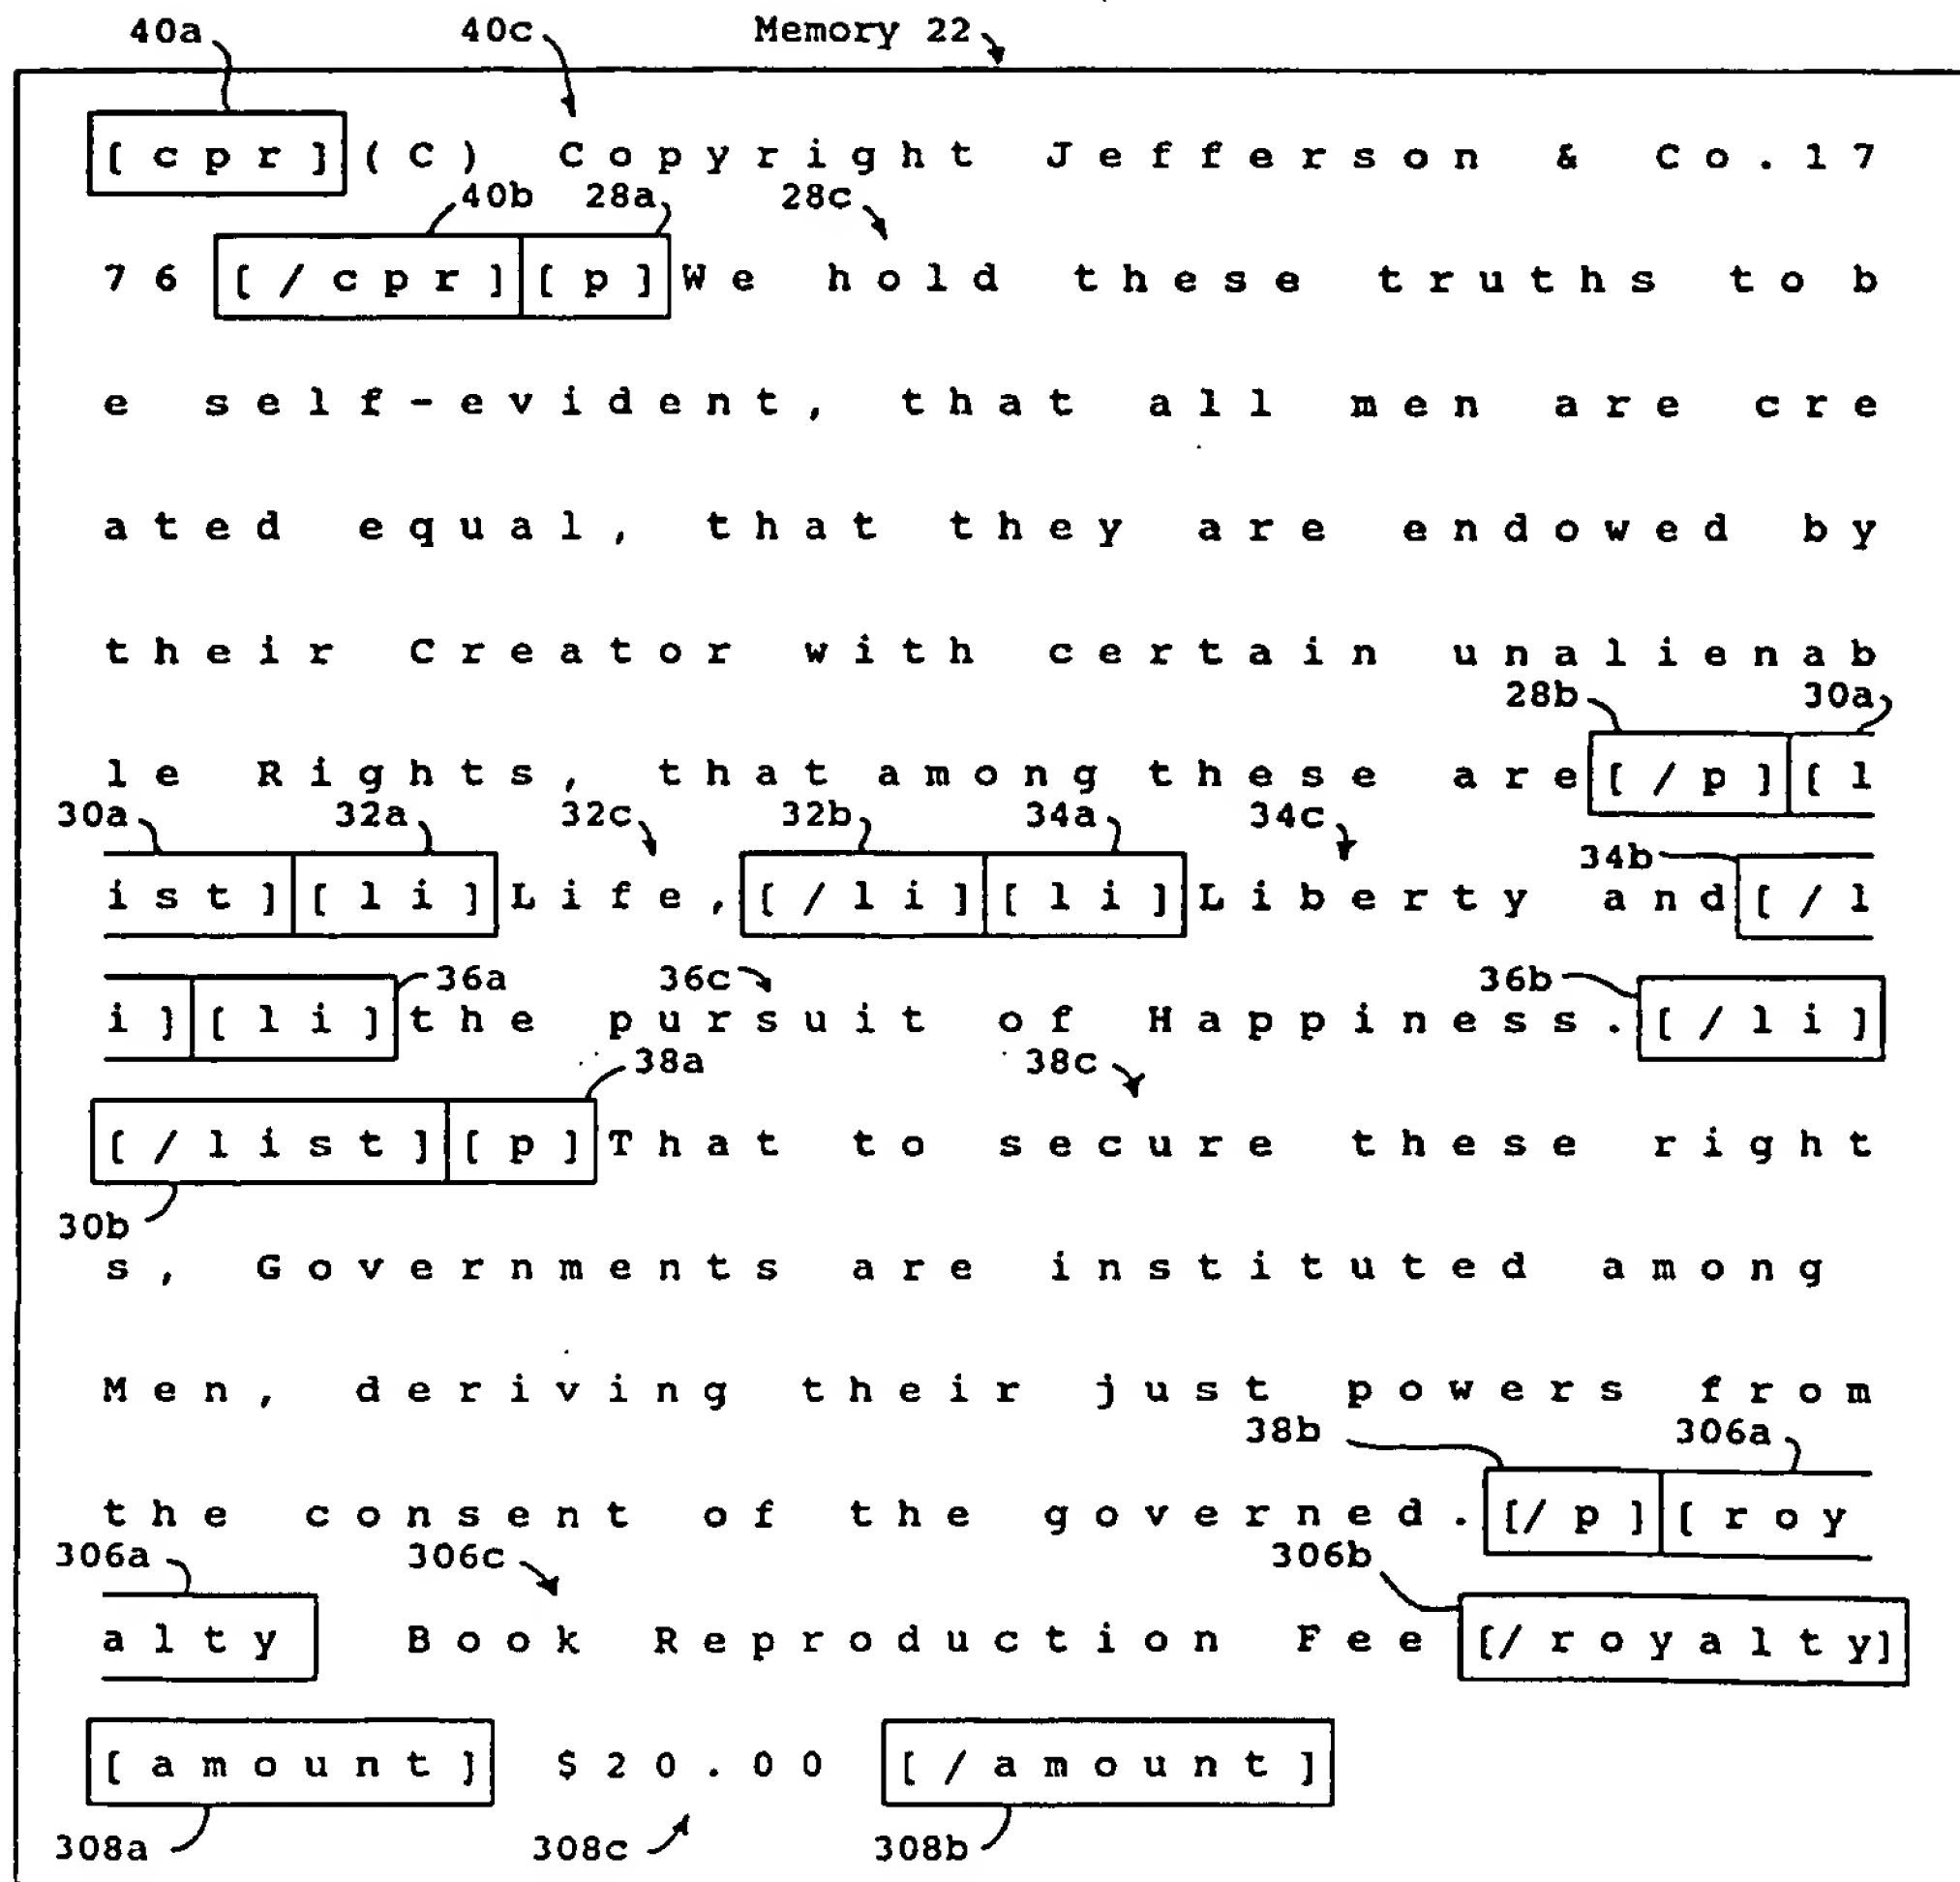 40a 40c Memory 22
[cpr](C) Copyright Jefferson & Co.17
40b 28a 28c
76 [/cpr][p]We hold these truths to b
e self-evident, that all men are cre
ated equal, that they are endowed by
their Creator with certain unalienab
28b 30a
le Rights, that among these are[/p][l
30a 32a 32c 32b 34a 34c 34b
ist][li]Life,[/li][li]Liberty and[/l
36a 36c 36b
i][li]the pursuit of Happiness.[/li]
38a 38c
[/list][p]That to secure these right
30b
s, Governments are instituted among
Men, deriving their just powers from
38b 306a
the consent of the governed.[/p][roy
306a 306c 306b
alty Book Reproduction Fee [/royalty]
[amount] $20.00 [/amount]
308a 308c 308b